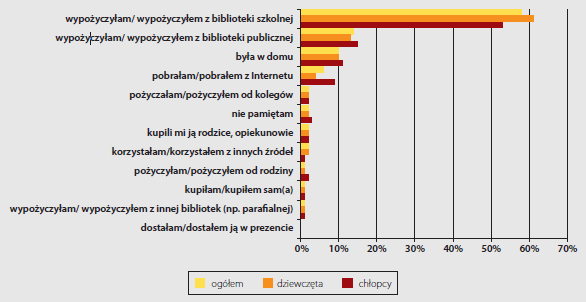 wypożyczyłam/ wypożyczyłem z biblioteki szkolnej
wypożyczyłam/ wypożyczyłem z biblioteki publicznej
była w domu
pobrałam/pobrałem z Internetu
pożyczałam/pożyczyłem od kolegów
nie pamiętam
kupili mi ją rodzice, opiekunowie
korzystałam/korzystałem z innych źródeł
pożyczyłam/pożyczyłem od rodziny
kupiłam/kupiłem sam(a)
wypożyczyłam/ wypożyczyłem z innej bibliotek (np. parafialnej)
dostałam/dostałem ją w prezencie
0% 10% 20% 30% 40% 50% 60% 70%
ogółem dziewczęta chłopcy